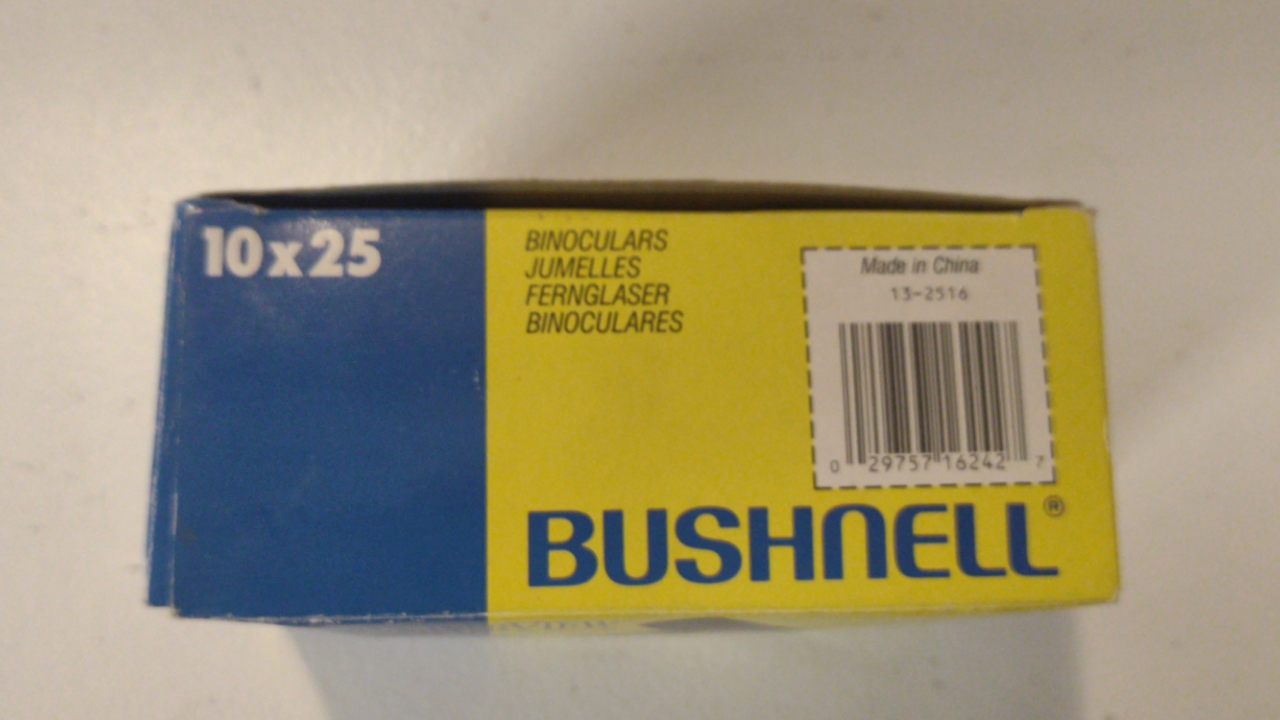 10x25
BINOCULARS
JUMELLES
FERNGLASER
BINOCULARES
Made in China
13-2516
0 29757 16242 7
BUSHNELL®